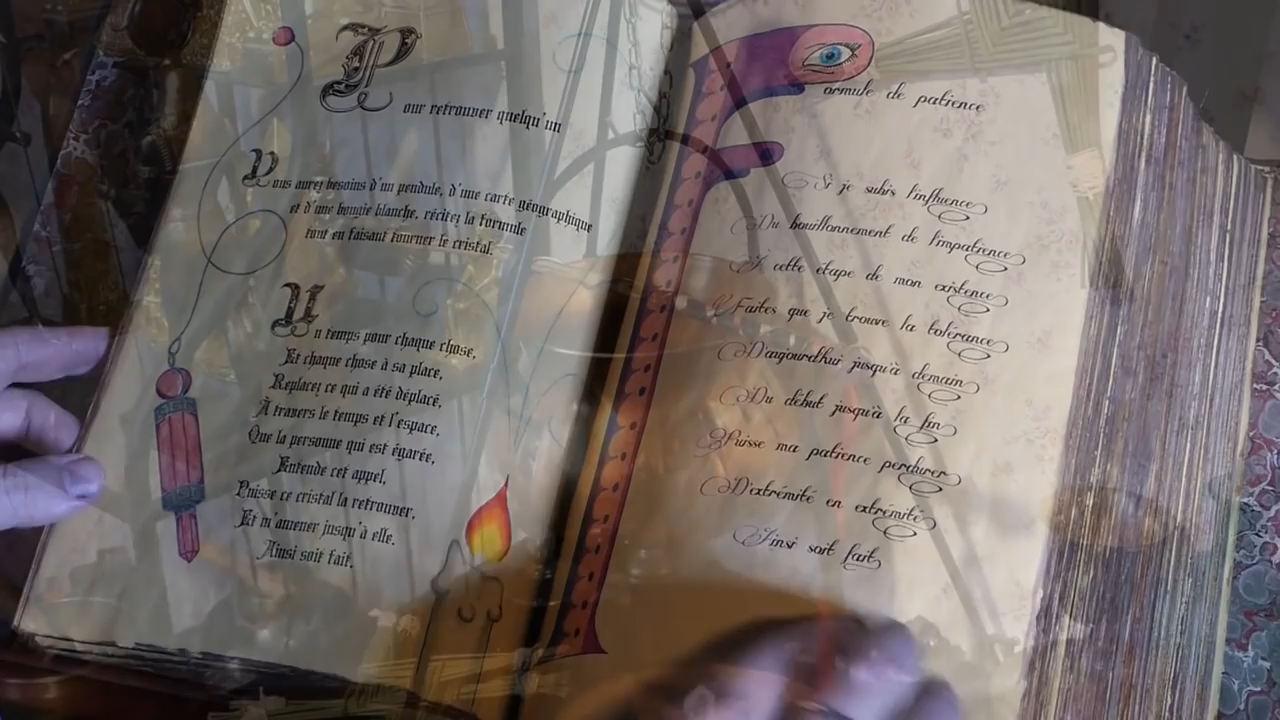 Pour retrouver quelqu'un
Vous aurez besoins d'un pendule, d'une carte géographique
et d'une bougie blanche, récitez la formule
tout en faisant tourner le cristal.
Un temps pour chaque chose,
Et chaque chose à sa place,
Replacez ce qui a été déplacé,
À travers le temps et l'espace,
Que la personne qui est égarée,
Entende cet appel,
Puisse ce cristal la retrouver,
Et m'amener jusqu'à elle.
Ainsi soit fait.
Formule de patience
Si je subis l'influence
Du bouillonnement de l'impatience
A cette étape de mon existence
Faites que je trouve la tolérance
D'aujourd'hui jusqu'à demain
Du début jusqu'à la fin
Puisse ma patience perdurer
D'extrémité en extrémité
Ainsi soit fait